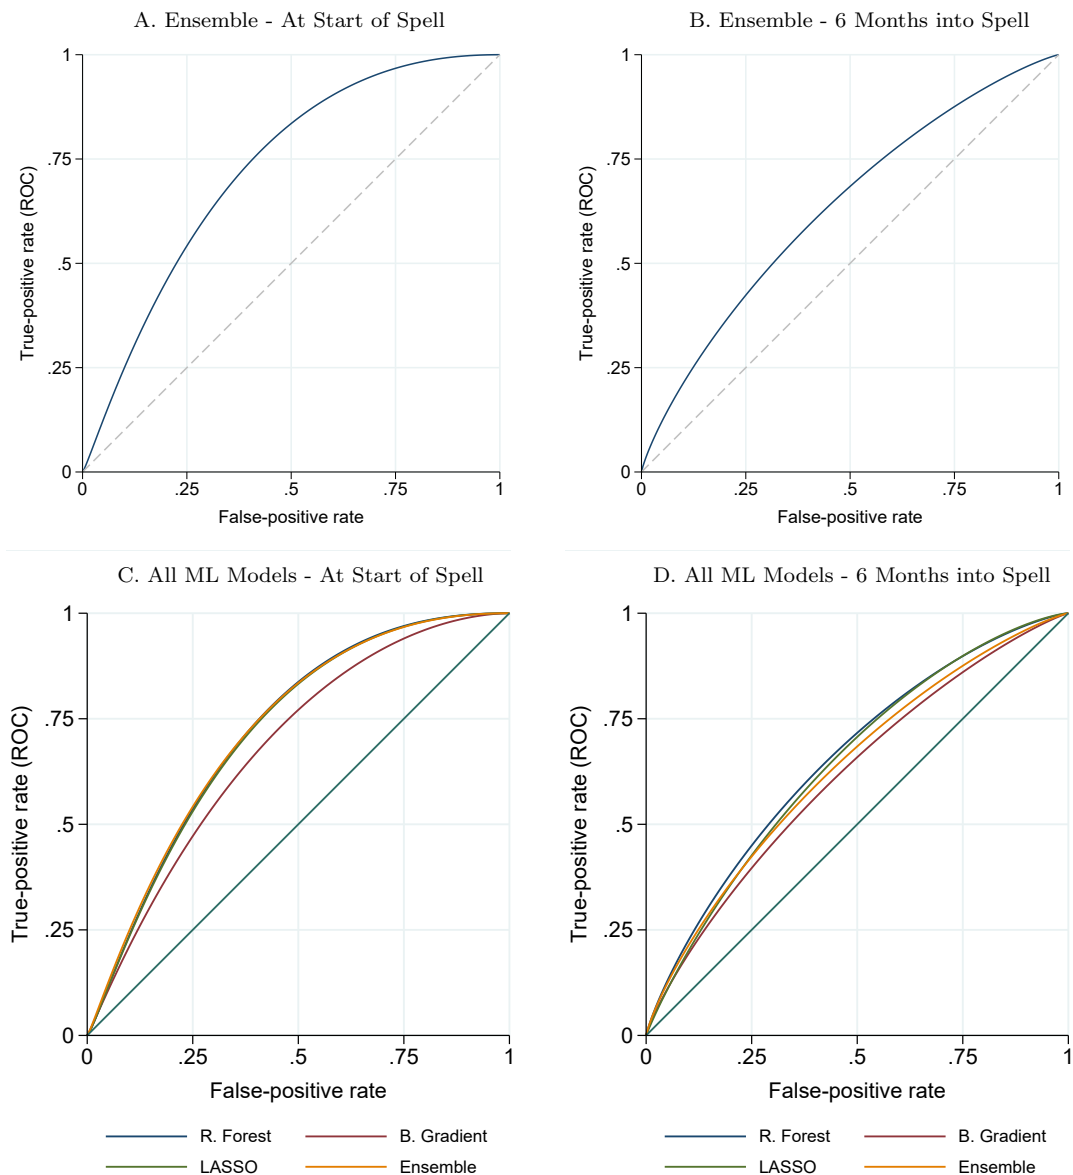 A. Ensemble - At Start of Spell
1
.75
.5
.25
0
0 .25 .5 .75 1
True-positive rate (ROC)
False-positive rate
B. Ensemble - 6 Months into Spell
1
.75
.5
.25
0
0 .25 .5 .75 1
True-positive rate (ROC)
False-positive rate
C. All ML Models - At Start of Spell
1
.75
.5
.25
0
0 .25 .5 .75 1
True-positive rate (ROC)
False-positive rate
R. Forest B. Gradient
LASSO Ensemble
D. All ML Models - 6 Months into Spell
1
.75
.5
.25
0
0 .25 .5 .75 1
True-positive rate (ROC)
False-positive rate
R. Forest B. Gradient
LASSO Ensemble